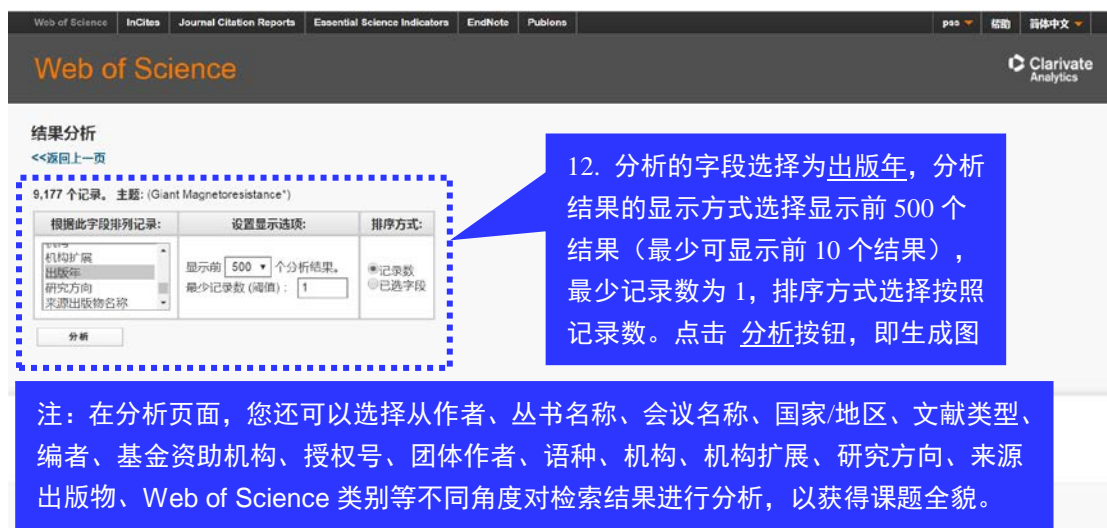 Web of Science InCites Journal Citation Reports Essential Science Indicators EndNote Publons pss 帮助 简体中文
Web of Science
Clarivate
Analytics
结果分析
<<返回上一页
9,177 个记录。 主题: (Giant Magnetoresistance*)
根据此字段排列记录: 设置显示选项: 排序方式:
机构扩展
出版年
研究方向
来源出版物名称
显示前 500 个分析结果。
最少记录数 (阈值): 1
记录数
已选字段
分析
12. 分析的字段选择为出版年，分析
结果的显示方式选择显示前 500 个
结果（最少可显示前 10 个结果），
最少记录数为 1，排序方式选择按照
记录数。点击 分析按钮，即生成图
注：在分析页面，您还可以选择从作者、丛书名称、会议名称、国家/地区、文献类型、
编者、基金资助机构、授权号、团体作者、语种、机构、机构扩展、研究方向、来源
出版物、Web of Science 类别等不同角度对检索结果进行分析，以获得课题全貌。